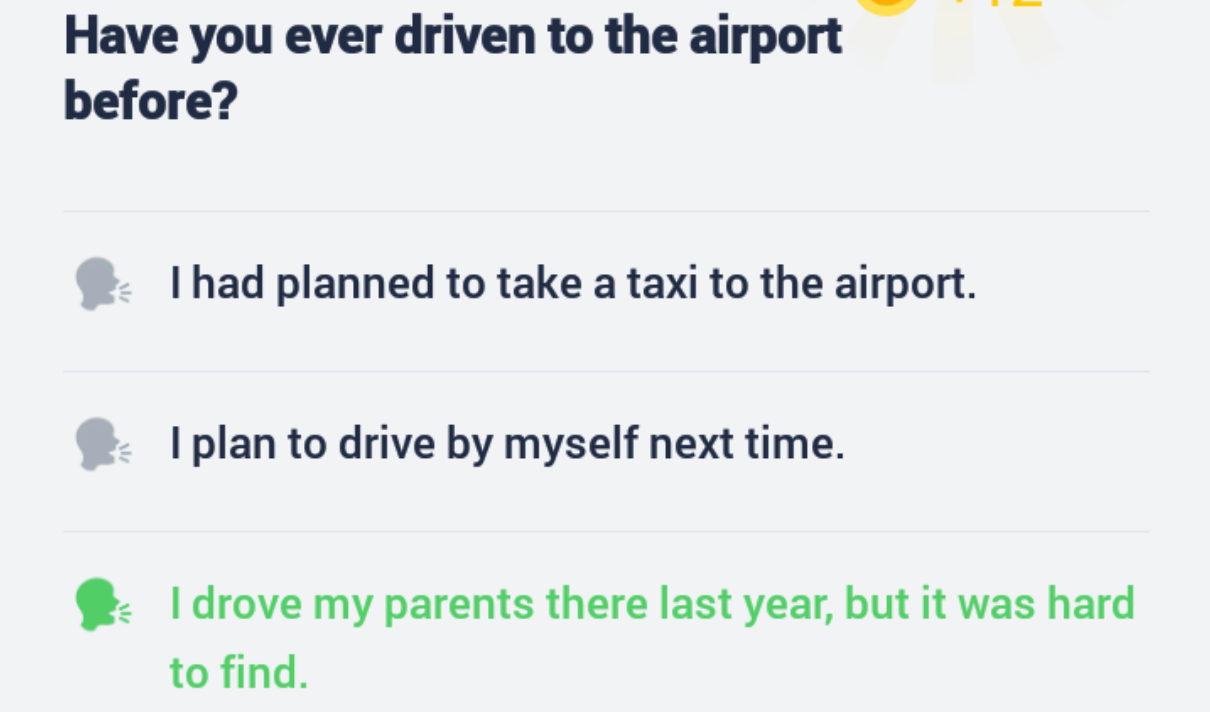 Have you ever driven to the airport
before?
I had planned to take a taxi to the airport.
I plan to drive by myself next time.
I drove my parents there last year, but it was hard
to find.